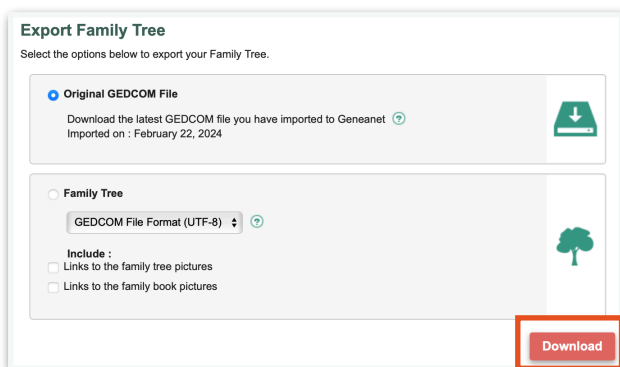 Export Family Tree
Select the options below to export your Family Tree.
Original GEDCOM File
Download the latest GEDCOM file you have imported to Geneanet ?
Imported on : February 22, 2024
Family Tree
GEDCOM File Format (UTF-8) ?
Include :
Links to the family tree pictures
Links to the family book pictures
Download